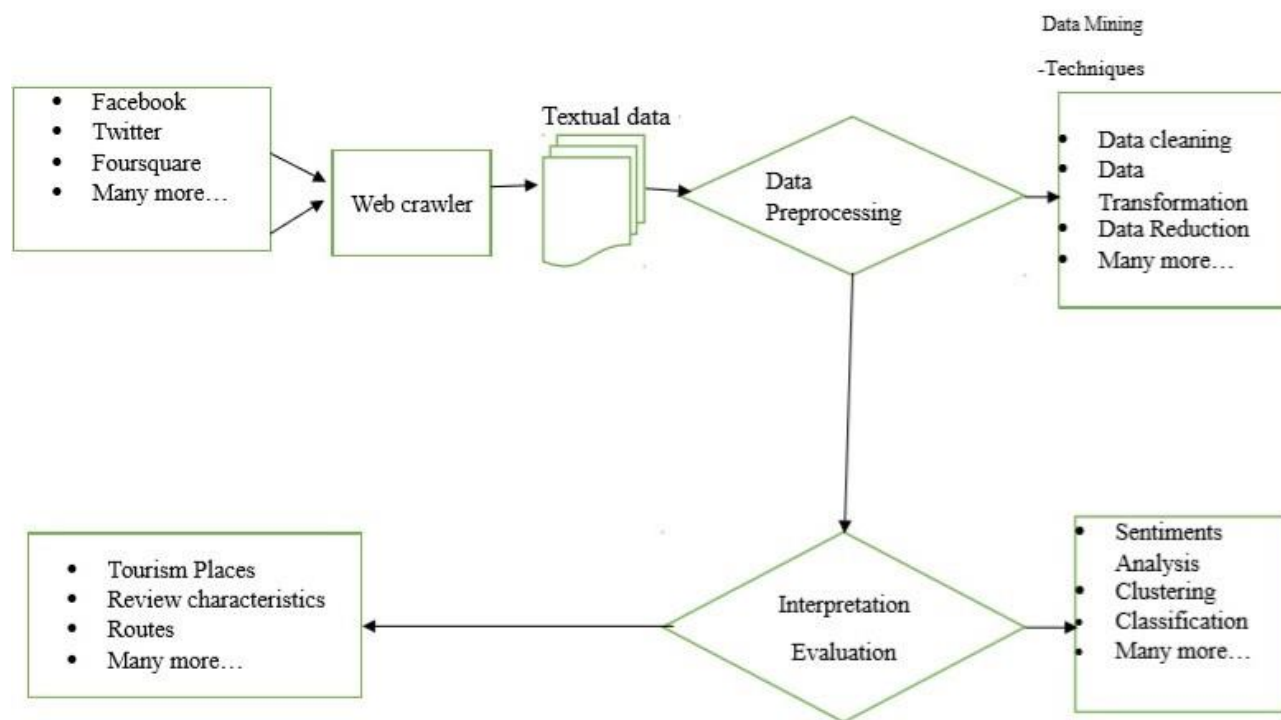 Data Mining
-Techniques
• Facebook
• Twitter
• Foursquare
• Many more…
Web crawler
Textual data
Data
Preprocessing
• Data cleaning
• Data
Transformation
• Data Reduction
• Many more…
• Tourism Places
• Review characteristics
• Routes
• Many more…
Interpretation
Evaluation
• Sentiments
Analysis
• Clustering
• Classification
• Many more…